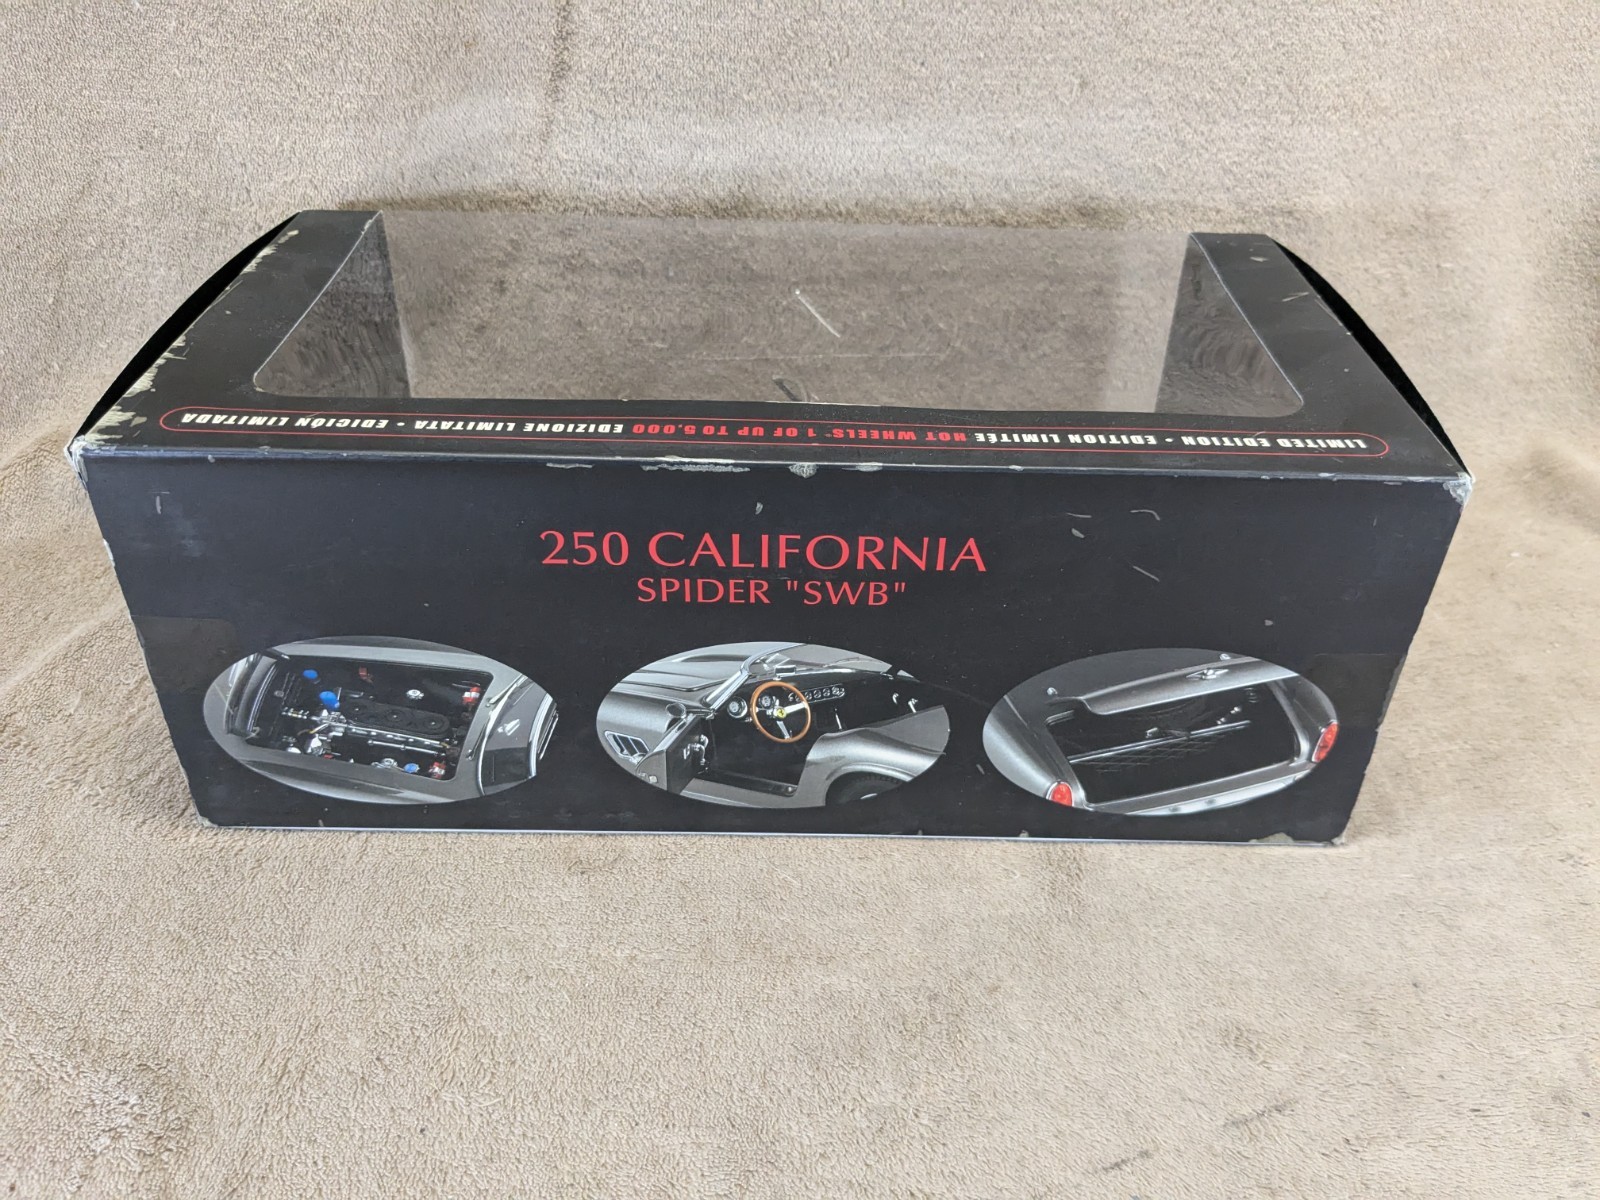 LIMITED EDITION • EDITION LIMITÉE HOT WHEELS® 1 OF UP TO 5,000 EDIZIONE LIMITATA • EDICIÓN LIMITADA
250 CALIFORNIA
SPIDER "SWB"